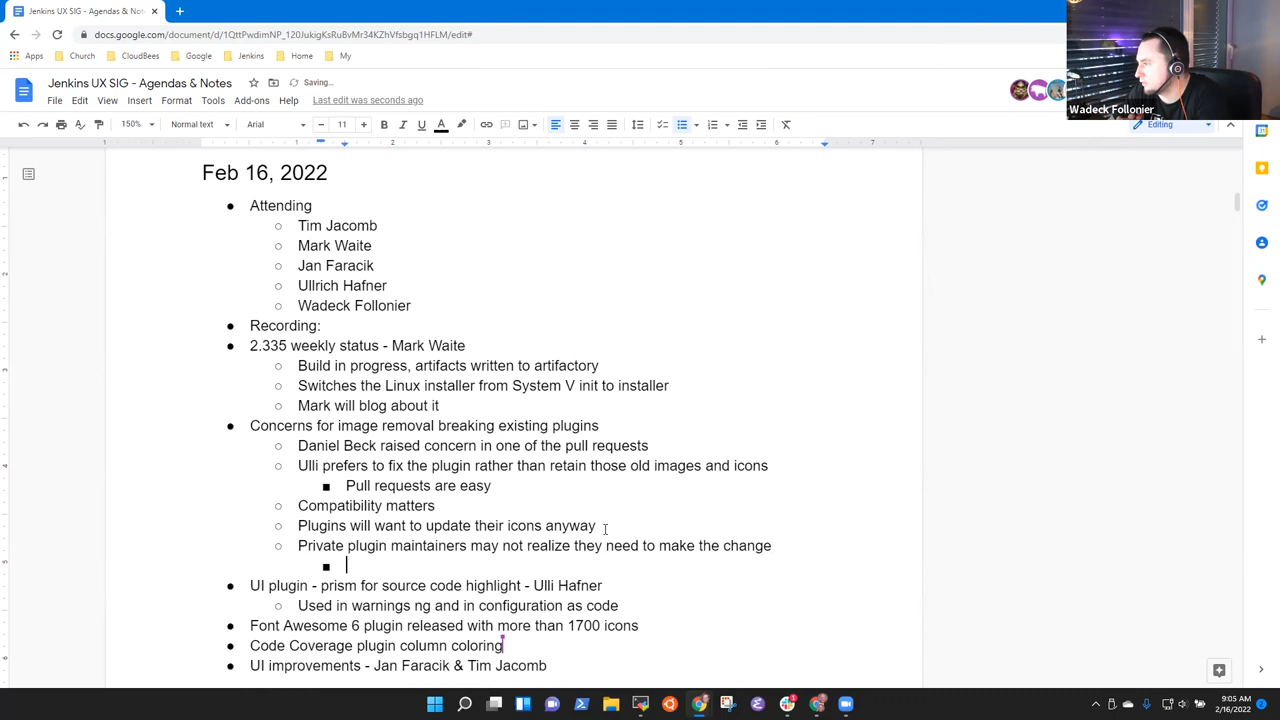 Jenkins UX SIG - Agendas & Not
docs.google.com/document/d/1QttPwdimNP_120JukigKsRuBvMr34KZhVfsbgq1HFLM/edit#
Apps Church CloudBees Google Jenkins Home My
Wadeck Follonier
Jenkins UX SIG - Agendas & Notes Saving...
File Edit View Insert Format Tools Add-ons Help Last edit was seconds ago
150% Normal text Arial 11 Editing
Feb 16, 2022
Attending
Tim Jacomb
Mark Waite
Jan Faracik
Ullrich Hafner
Wadeck Follonier
Recording:
2.335 weekly status - Mark Waite
Build in progress, artifacts written to artifactory
Switches the Linux installer from System V init to installer
Mark will blog about it
Concerns for image removal breaking existing plugins
Daniel Beck raised concern in one of the pull requests
Ulli prefers to fix the plugin rather than retain those old images and icons
Pull requests are easy
Compatibility matters
Plugins will want to update their icons anyway
Private plugin maintainers may not realize they need to make the change
UI plugin - prism for source code highlight - Ulli Hafner
Used in warnings ng and in configuration as code
Font Awesome 6 plugin released with more than 1700 icons
Code Coverage plugin column coloring
UI improvements - Jan Faracik & Tim Jacomb
9:05 AM
2/16/2022